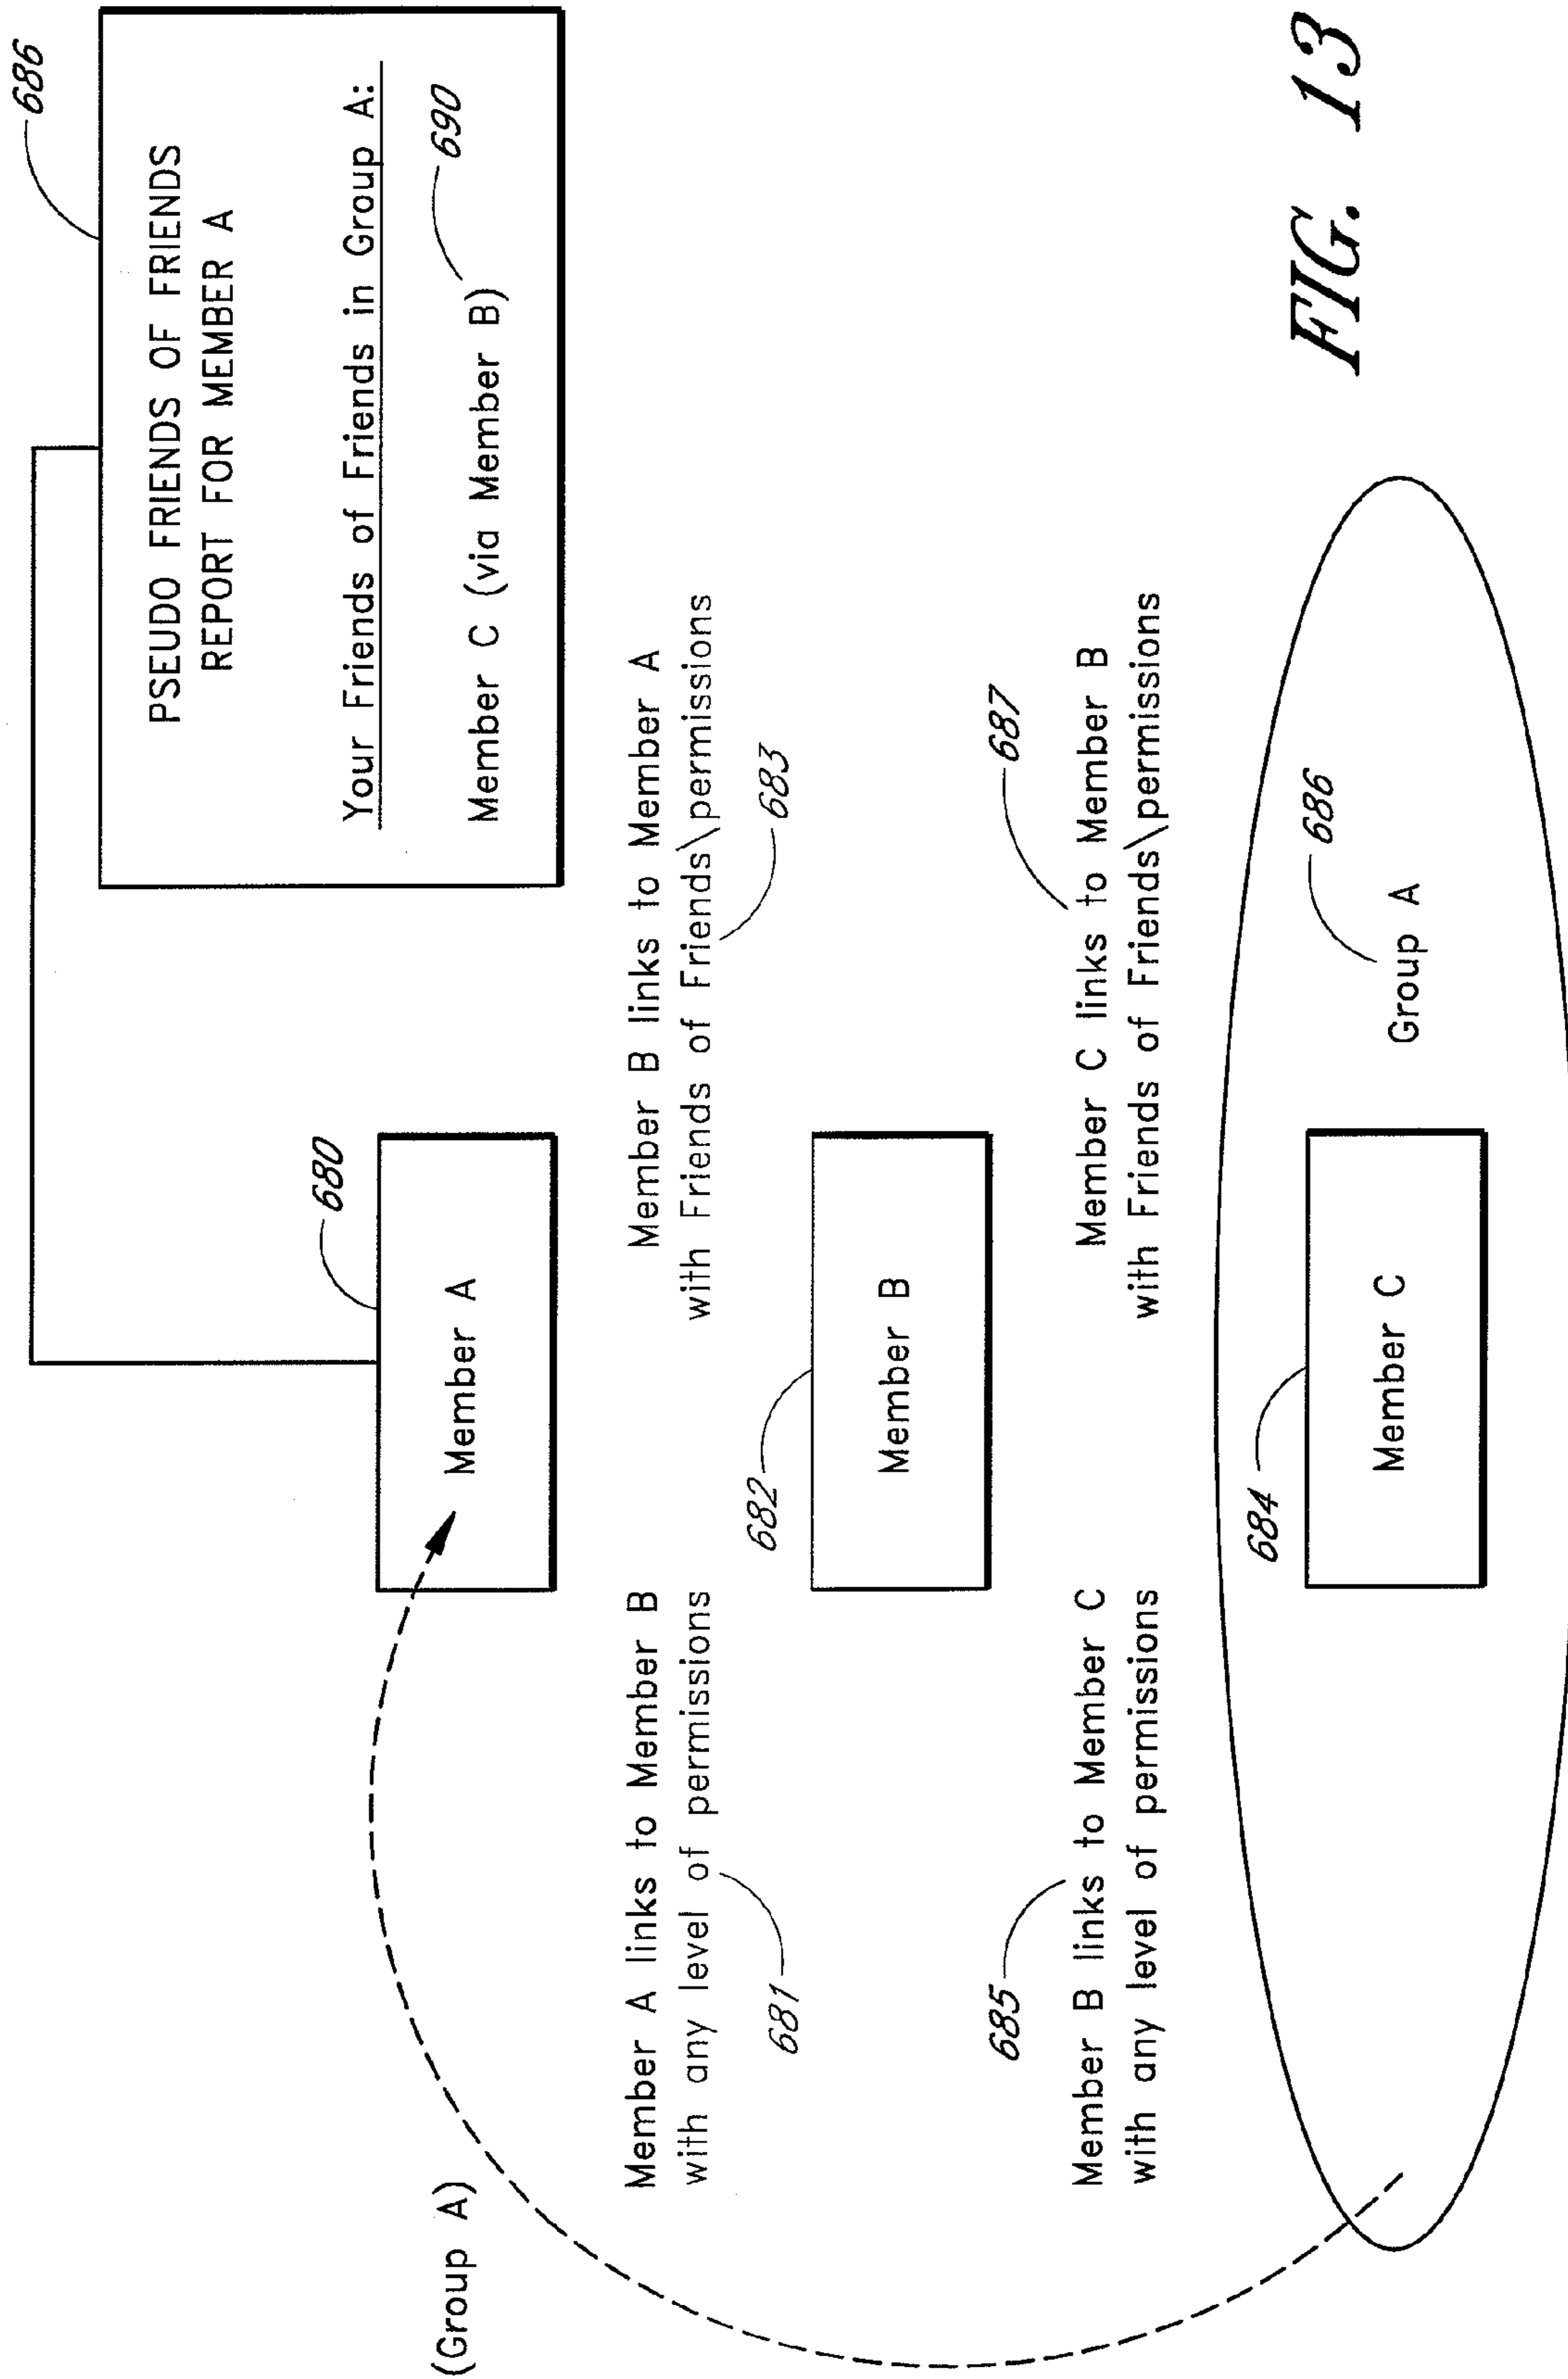 686
PSEUDO FRIENDS OF FRIENDS
REPORT FOR MEMBER A
Your Friends of Friends in Group A:
Member C (via Member B)
690
680
(Group A)
Member A
Member A links to Member B
with any level of permissions
681
Member B links to Member A
with Friends of Friends\permissions
683
682
Member B
685
Member B links to Member C
with any level of permissions
687
Member C links to Member B
with Friends of Friends\permissions
684
Member C
686
Group A
FIG. 13